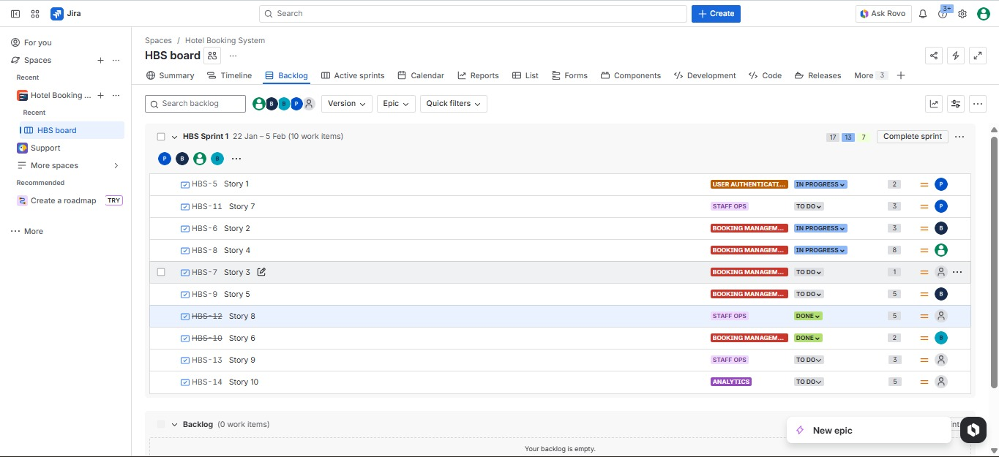 Jira
Search
+ Create
Ask Rovo
3+
For you
Spaces
Recent
Hotel Booking ...
Recent
HBS board
Support
More spaces
Recommended
Create a roadmap TRY
More
Spaces / Hotel Booking System
HBS board
Summary Timeline Backlog Active sprints Calendar Reports List Forms Components Development Code Releases More 3
Search backlog
B B P
Version Epic Quick filters
HBS Sprint 1 22 Jan – 5 Feb (10 work items) 17 13 7 Complete sprint
P B B
HBS-5 Story 1 USER AUTHENTICATI... IN PROGRESS 2 P
HBS-11 Story 7 STAFF OPS TO DO 3 P
HBS-6 Story 2 BOOKING MANAGEM... IN PROGRESS 3 B
HBS-8 Story 4 BOOKING MANAGEM... IN PROGRESS 8
HBS-7 Story 3 BOOKING MANAGEM... TO DO 1
HBS-9 Story 5 BOOKING MANAGEM... TO DO 5 B
HBS-12 Story 8 STAFF OPS DONE 5
HBS-10 Story 6 BOOKING MANAGEM... DONE 2 B
HBS-13 Story 9 STAFF OPS TO DO 3
HBS-14 Story 10 ANALYTICS TO DO 5
Backlog (0 work items)
New epic
Your backlog is empty.